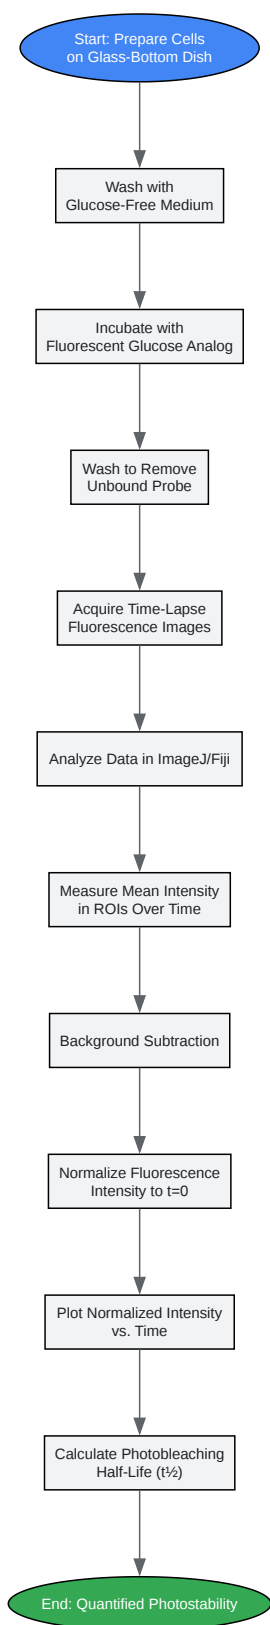 Start: Prepare Cells
on Glass-Bottom Dish
Wash with
Glucose-Free Medium
Incubate with
Fluorescent Glucose Analog
Wash to Remove
Unbound Probe
Acquire Time-Lapse
Fluorescence Images
Analyze Data in ImageJ/Fiji
Measure Mean Intensity
in ROIs Over Time
Background Subtraction
Normalize Fluorescence
Intensity to t=0
Plot Normalized Intensity
vs. Time
Calculate Photobleaching
Half-Life (t½)
End: Quantified Photostability